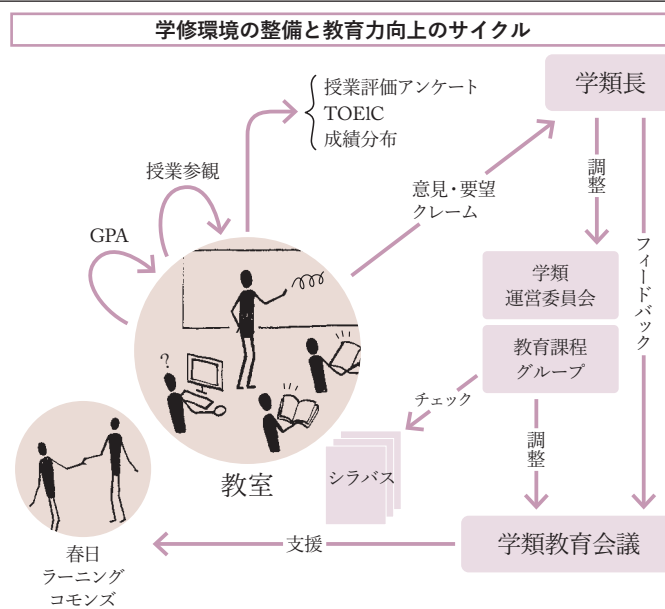 学修環境の整備と教育力向上のサイクル
授業評価アンケート
TOEIC
成績分布
学類長
授業参観
GPA
意見・要望
クレーム
調整
フィードバック
学類
運営委員会
教育課程
グループ
?
チェック
シラバス
調整
教室
学類教育会議
支援
春日
ラーニング
コモンズ